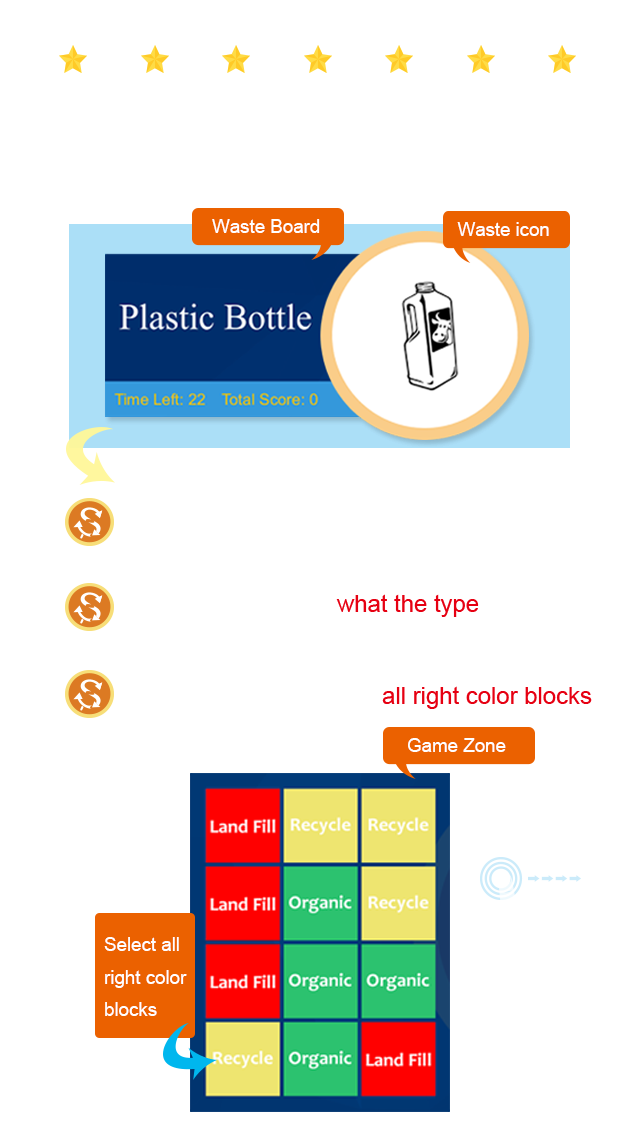 Waste Board
Waste icon
Plastic Bottle
Time Left: 22 Total Score: 0
what the type
all right color blocks
Game Zone
Land Fill Recycle Recycle
Land Fill Organic Recycle
Land Fill Organic Organic
Recycle Organic Land Fill
Select all
right color
blocks